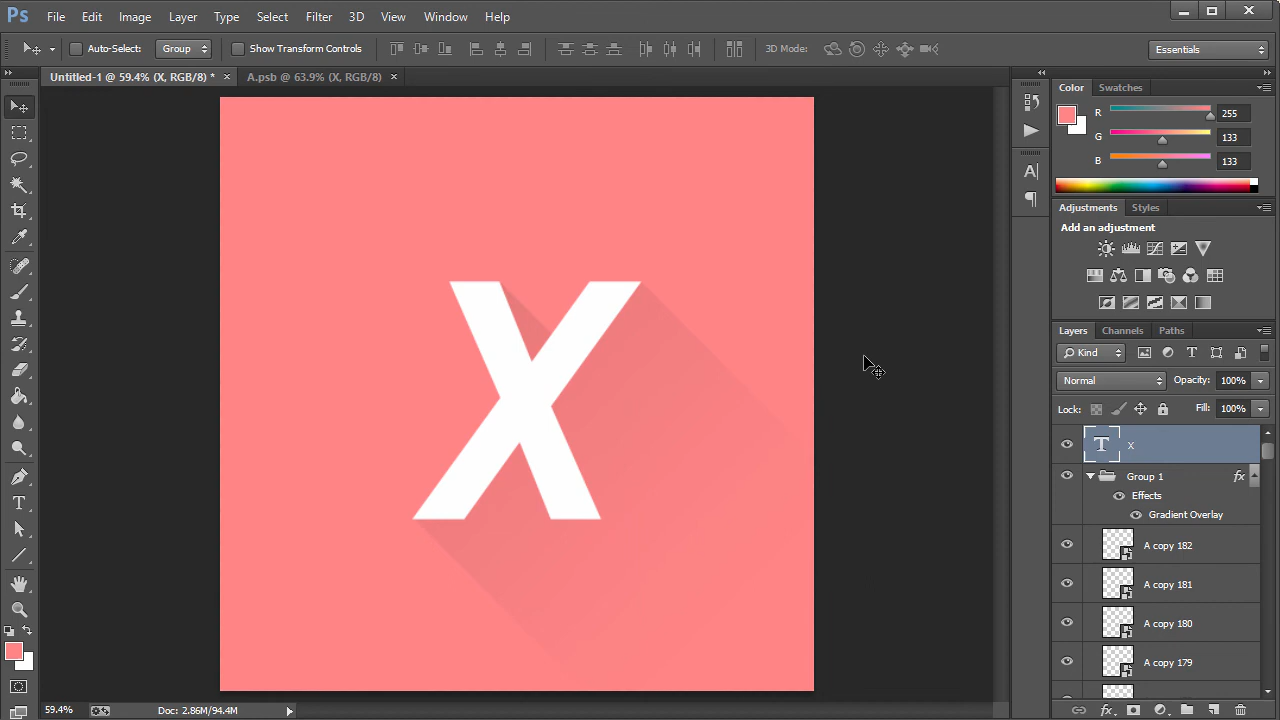 Ps File Edit Image Layer Type Select Filter 3D View Window Help
Auto-Select: Group Show Transform Controls 3D Mode: Essentials
Untitled-1 @ 59.4% (X, RGB/8) * × A.psb @ 63.9% (X, RGB/8) ×
Color Swatches
R 255
G 133
B 133
Adjustments Styles
Add an adjustment
X
Layers Channels Paths
Kind
Normal Opacity: 100%
Lock: Fill: 100%
T x
Group 1 fx
Effects
Gradient Overlay
A copy 182
A copy 181
A copy 180
A copy 179
59.4% Doc: 2.86M/94.4M